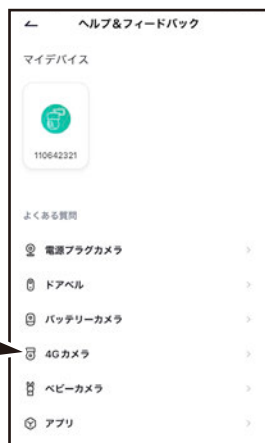 ヘルプ&フィードバック
マイデバイス
110642321
よくある質問
電源プラグカメラ
ドアベル
バッテリーカメラ
4Gカメラ
ベビーカメラ
アプリ